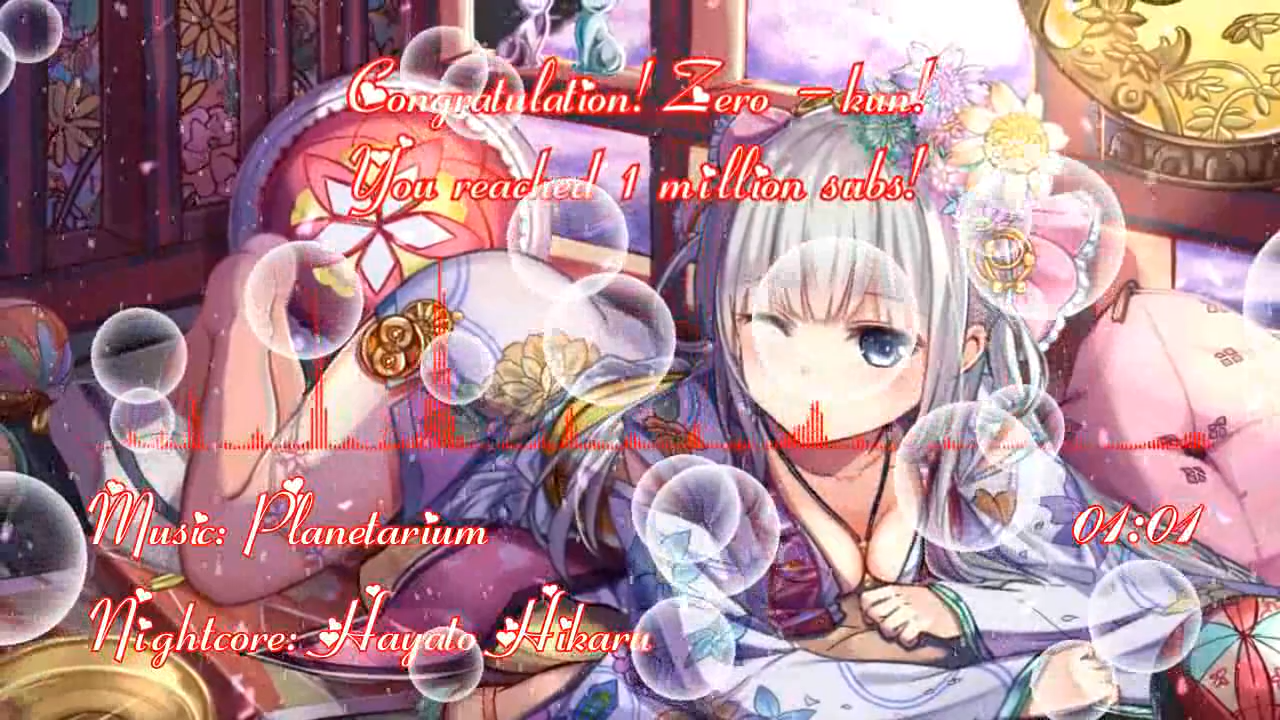 Congratulation! Zero - kun!
You reached 1 million subs!
Music: Planetarium
01:01
Nightcore: Hayato Hikaru